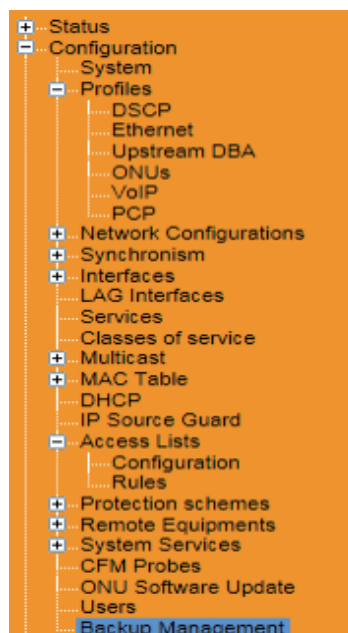 Status
Configuration
System
Profiles
DSCP
Ethernet
Upstream DBA
ONUs
VoIP
PCP
Network Configurations
Synchronism
Interfaces
LAG Interfaces
Services
Classes of service
Multicast
MAC Table
DHCP
IP Source Guard
Access Lists
Configuration
Rules
Protection schemes
Remote Equipments
System Services
CFM Probes
ONU Software Update
Users
Backup Management